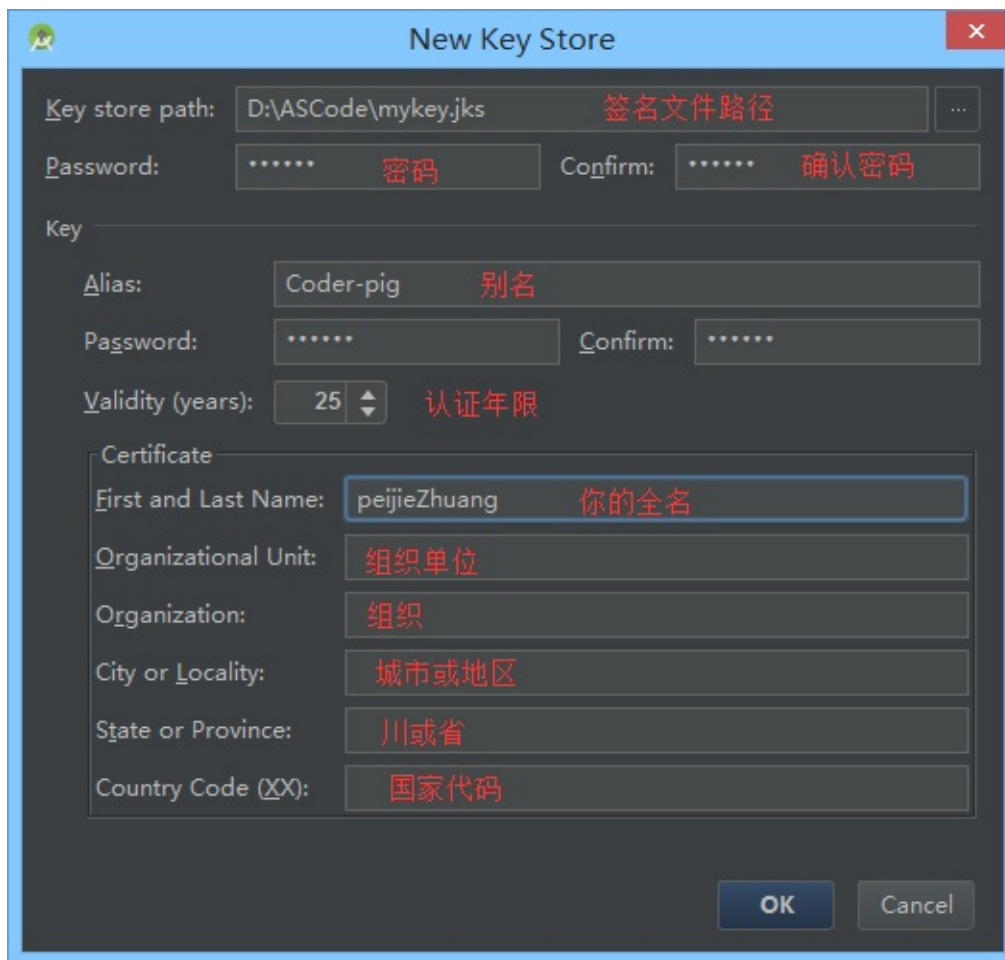 New Key Store
Key store path: D:\ASCode\mykey.jks 签名文件路径 ...
Password: •••••• 密码 Confirm: •••••• 确认密码
Key
Alias: Coder-pig 别名
Password: •••••• Confirm: ••••••
Validity (years): 25 认证年限
Certificate
First and Last Name: peijieZhuang 你的全名
Organizational Unit: 组织单位
Organization: 组织
City or Locality: 城市或地区
State or Province: 川或省
Country Code (XX): 国家代码
OK Cancel